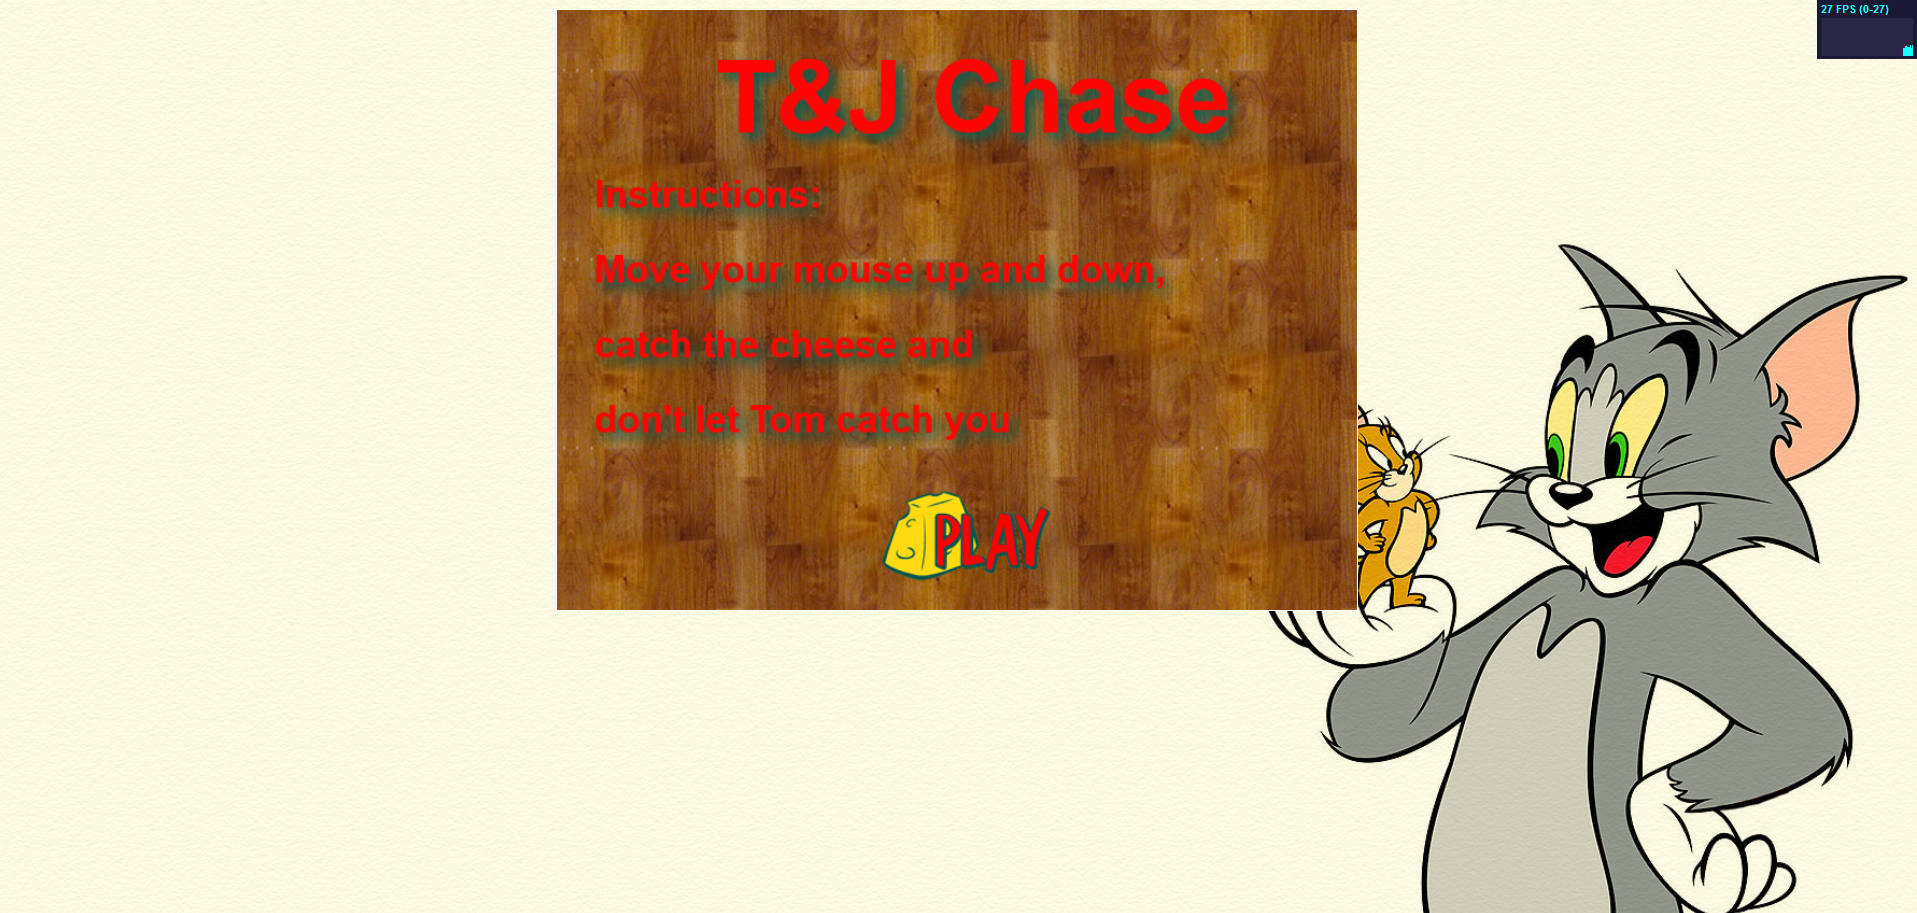 27 FPS (0-27)
T&J Chase
Instructions:
Move your mouse up and down,
catch the cheese and
don't let Tom catch you
PLAY